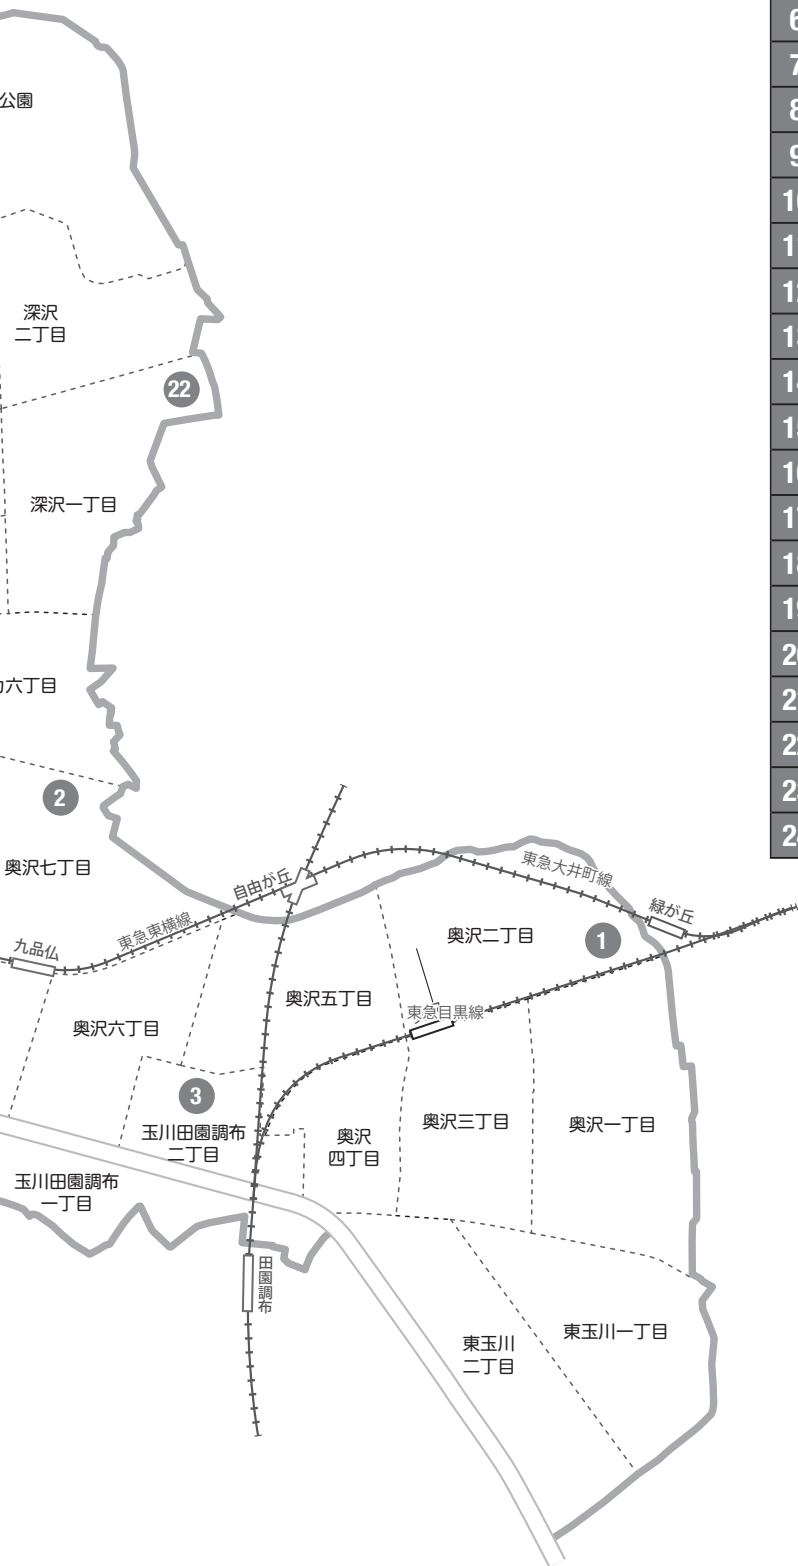 公園
深沢
二丁目
22
深沢一丁目
六丁目
2
奥沢七丁目
自由が丘
東急東横線
九品仏
東急大井町線
緑が丘
奥沢二丁目
1
奥沢五丁目
東急目黒線
奥沢六丁目
3
玉川田園調布
二丁目
奥沢
四丁目
奥沢三丁目
奥沢一丁目
玉川田園調布
一丁目
田園調布
東玉川
二丁目
東玉川一丁目
6
7
8
9